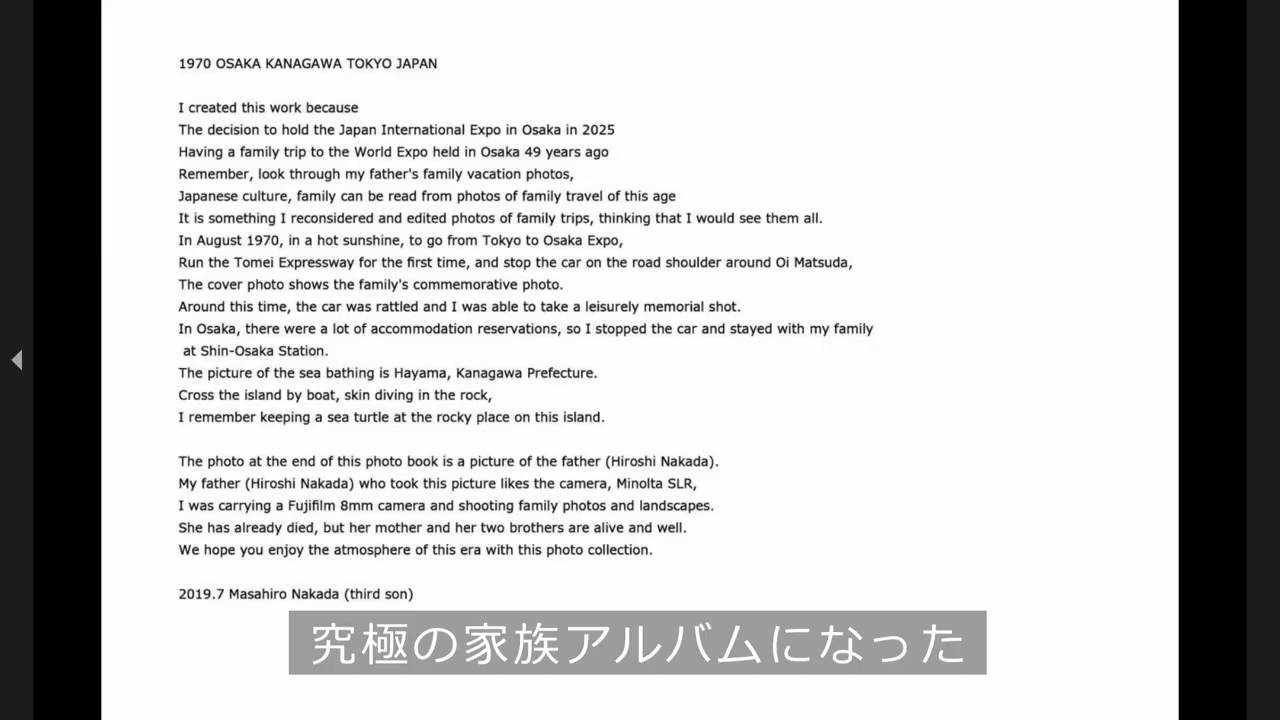 1970 OSAKA KANAGAWA TOKYO JAPAN
I created this work because
The decision to hold the Japan International Expo in Osaka in 2025
Having a family trip to the World Expo held in Osaka 49 years ago
Remember, look through my father's family vacation photos,
Japanese culture, family can be read from photos of family travel of this age
It is something I reconsidered and edited photos of family trips, thinking that I would see them all.
In August 1970, in a hot sunshine, to go from Tokyo to Osaka Expo,
Run the Tomei Expressway for the first time, and stop the car on the road shoulder around Oi Matsuda,
The cover photo shows the family's commemorative photo.
Around this time, the car was rattled and I was able to take a leisurely memorial shot.
In Osaka, there were a lot of accommodation reservations, so I stopped the car and stayed with my family
at Shin-Osaka Station.
The picture of the sea bathing is Hayama, Kanagawa Prefecture.
Cross the island by boat, skin diving in the rock,
I remember keeping a sea turtle at the rocky place on this island.
The photo at the end of this photo book is a picture of the father (Hiroshi Nakada).
My father (Hiroshi Nakada) who took this picture likes the camera, Minolta SLR,
I was carrying a Fujifilm 8mm camera and shooting family photos and landscapes.
She has already died, but her mother and her two brothers are alive and well.
We hope you enjoy the atmosphere of this era with this photo collection.
2019.7 Masahiro Nakada (third son)
究極の家族アルバムになった